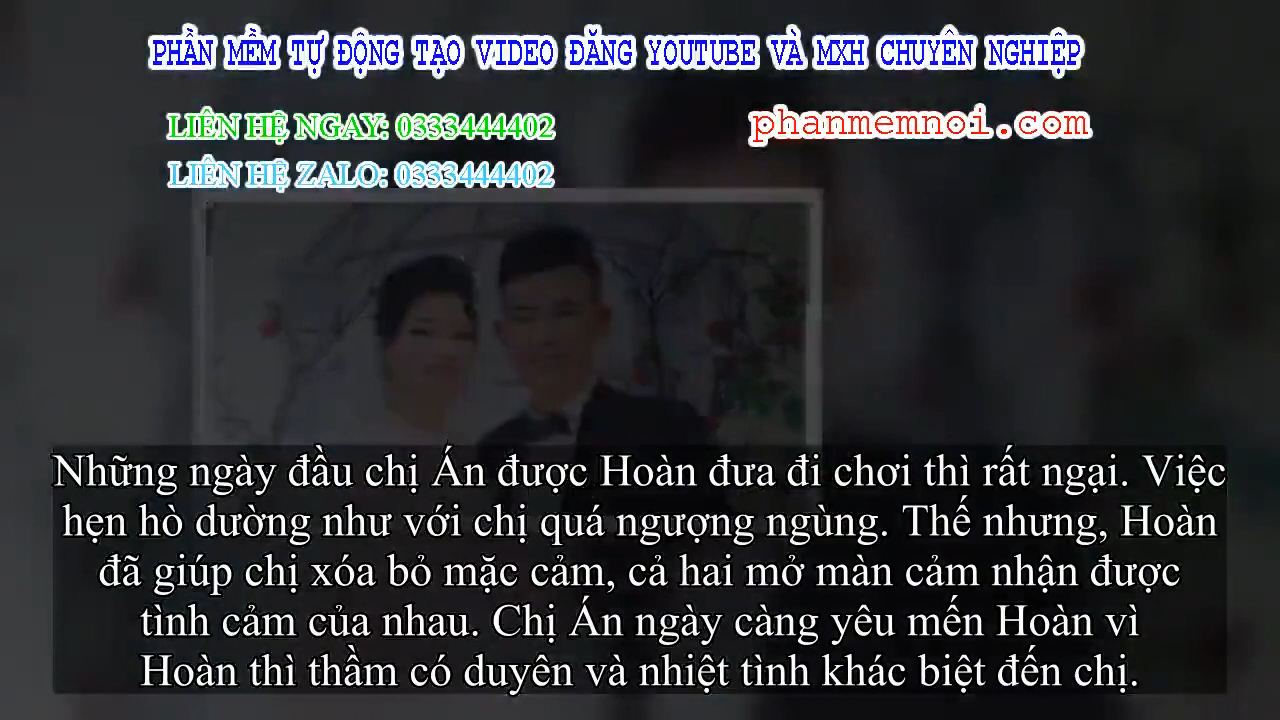 PHẦN MỀM TỰ ĐỘNG TẠO VIDEO ĐĂNG YOUTUBE VÀ MXH CHUYÊN NGHIỆP
LIÊN HỆ NGAY: 0333444402
phanmemnoi.com
LIÊN HỆ ZALO: 0333444402
Những ngày đầu chị Án được Hoàn đưa đi chơi thì rất ngại. Việc
hẹn hò dường như với chị quá ngượng ngùng. Thế nhưng, Hoàn
đã giúp chị xóa bỏ mặc cảm, cả hai mở màn cảm nhận được
tình cảm của nhau. Chị Án ngày càng yêu mến Hoàn vì
Hoàn thì thầm có duyên và nhiệt tình khác biệt đến chị.